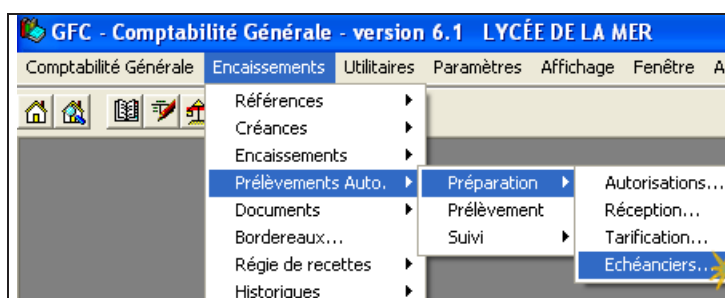 GFC - Comptabilité Générale - version 6.1 LYCÉE DE LA MER
Comptabilité Générale Encaissements Utilitaires Paramètres Affichage Fenêtre A
Références
Créances
Encaissements
Prélèvements Auto. Préparation Autorisations...
Documents Prélèvement Réception...
Bordereaux... Suivi Tarification...
Régie de recettes Echéanciers...
Historiques